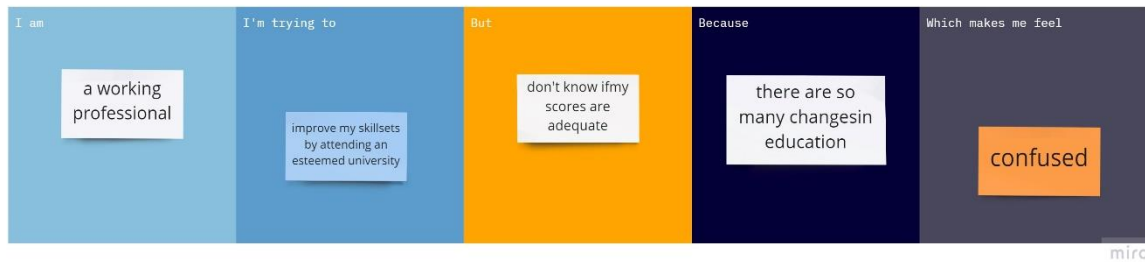 I am
a working
professional
I'm trying to
improve my skillsets
by attending an
esteemed university
But
don't know ifmy
scores are
adequate
Because
there are so
many changesin
education
Which makes me feel
confused
miro